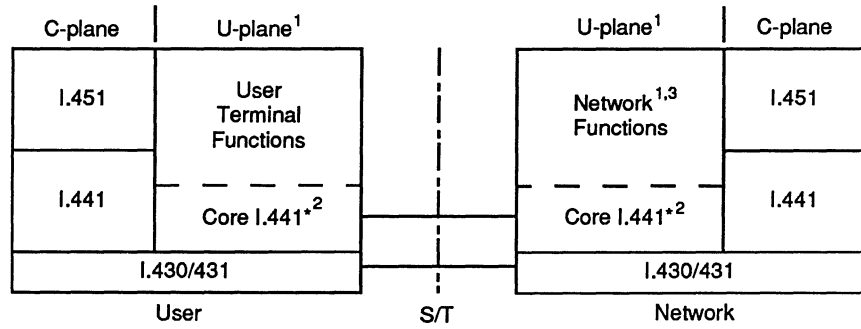 C-plane U-plane¹ U-plane¹ C-plane
I.451 User Terminal Functions Network¹,³ Functions I.451
I.441 Core I.441*² Core I.441*² I.441
I.430/431 I.430/431
User S/T Network